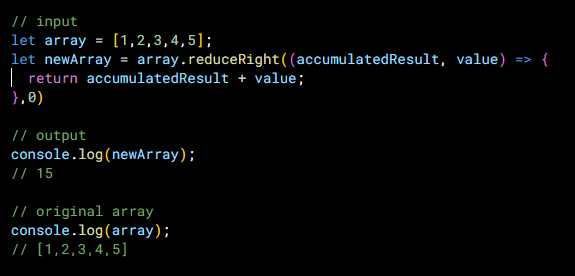 // input
let array = [1,2,3,4,5];
let newArray = array.reduceRight((accumulatedResult, value) => {
  return accumulatedResult + value;
},0)

// output
console.log(newArray);
// 15

// original array
console.log(array);
// [1,2,3,4,5]